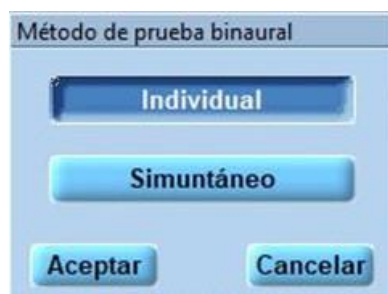 Método de prueba binaural
Individual
Simuntáneo
Aceptar Cancelar